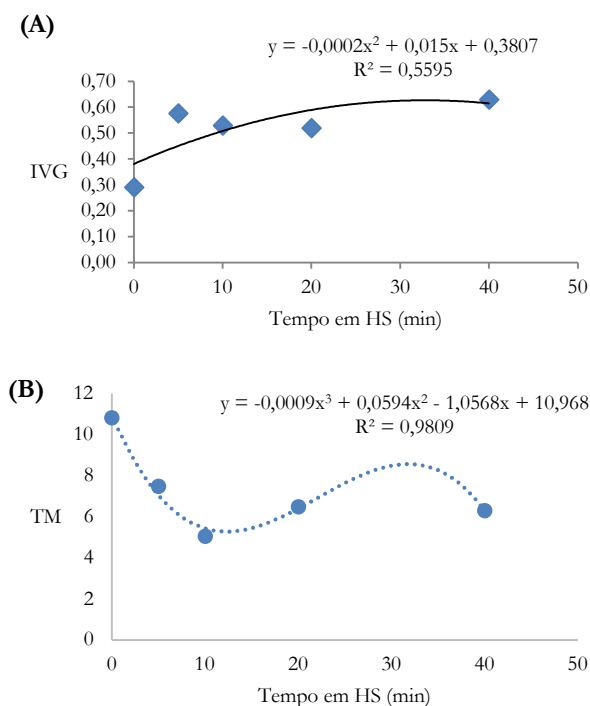 (A)
y = -0,0002x² + 0,015x + 0,3807
R² = 0,5595
0,70
0,60
0,50
0,40
0,30
0,20
0,10
0,00
IVG
0 10 20 30 40 50
Tempo em HS (min)
(B)
y = -0,0009x³ + 0,0594x² - 1,0568x + 10,968
R² = 0,9809
12
10
8
6
4
2
0
TM
0 10 20 30 40 50
Tempo em HS (min)